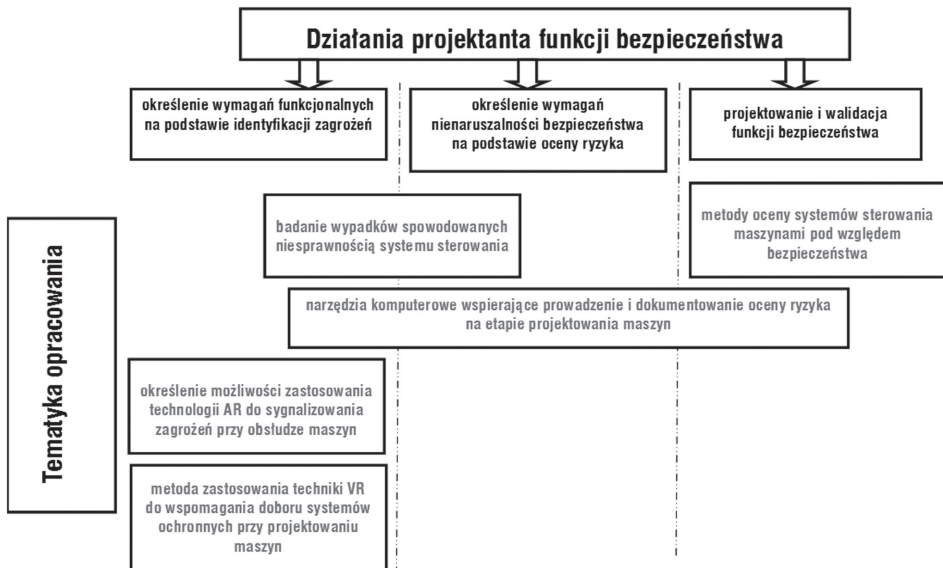 Działania projektanta funkcji bezpieczeństwa
określenie wymagań funkcjonalnych
na podstawie identyfikacji zagrożeń
określenie wymagań
nienaruszalności bezpieczeństwa
na podstawie oceny ryzyka
projektowanie i walidacja
funkcji bezpieczeństwa
Tematyka opracowania
badanie wypadków spowodowanych
niesprawnością systemu sterowania
metody oceny systemów sterowania
maszynami pod względem
bezpieczeństwa
narzędzia komputerowe wspierające prowadzenie i dokumentowanie oceny ryzyka
na etapie projektowania maszyn
określenie możliwości zastosowania
technologii AR do sygnalizowania
zagrożeń przy obsłudze maszyn
metoda zastosowania techniki VR
do wspomagania doboru systemów
ochronnych przy projektowaniu
maszyn